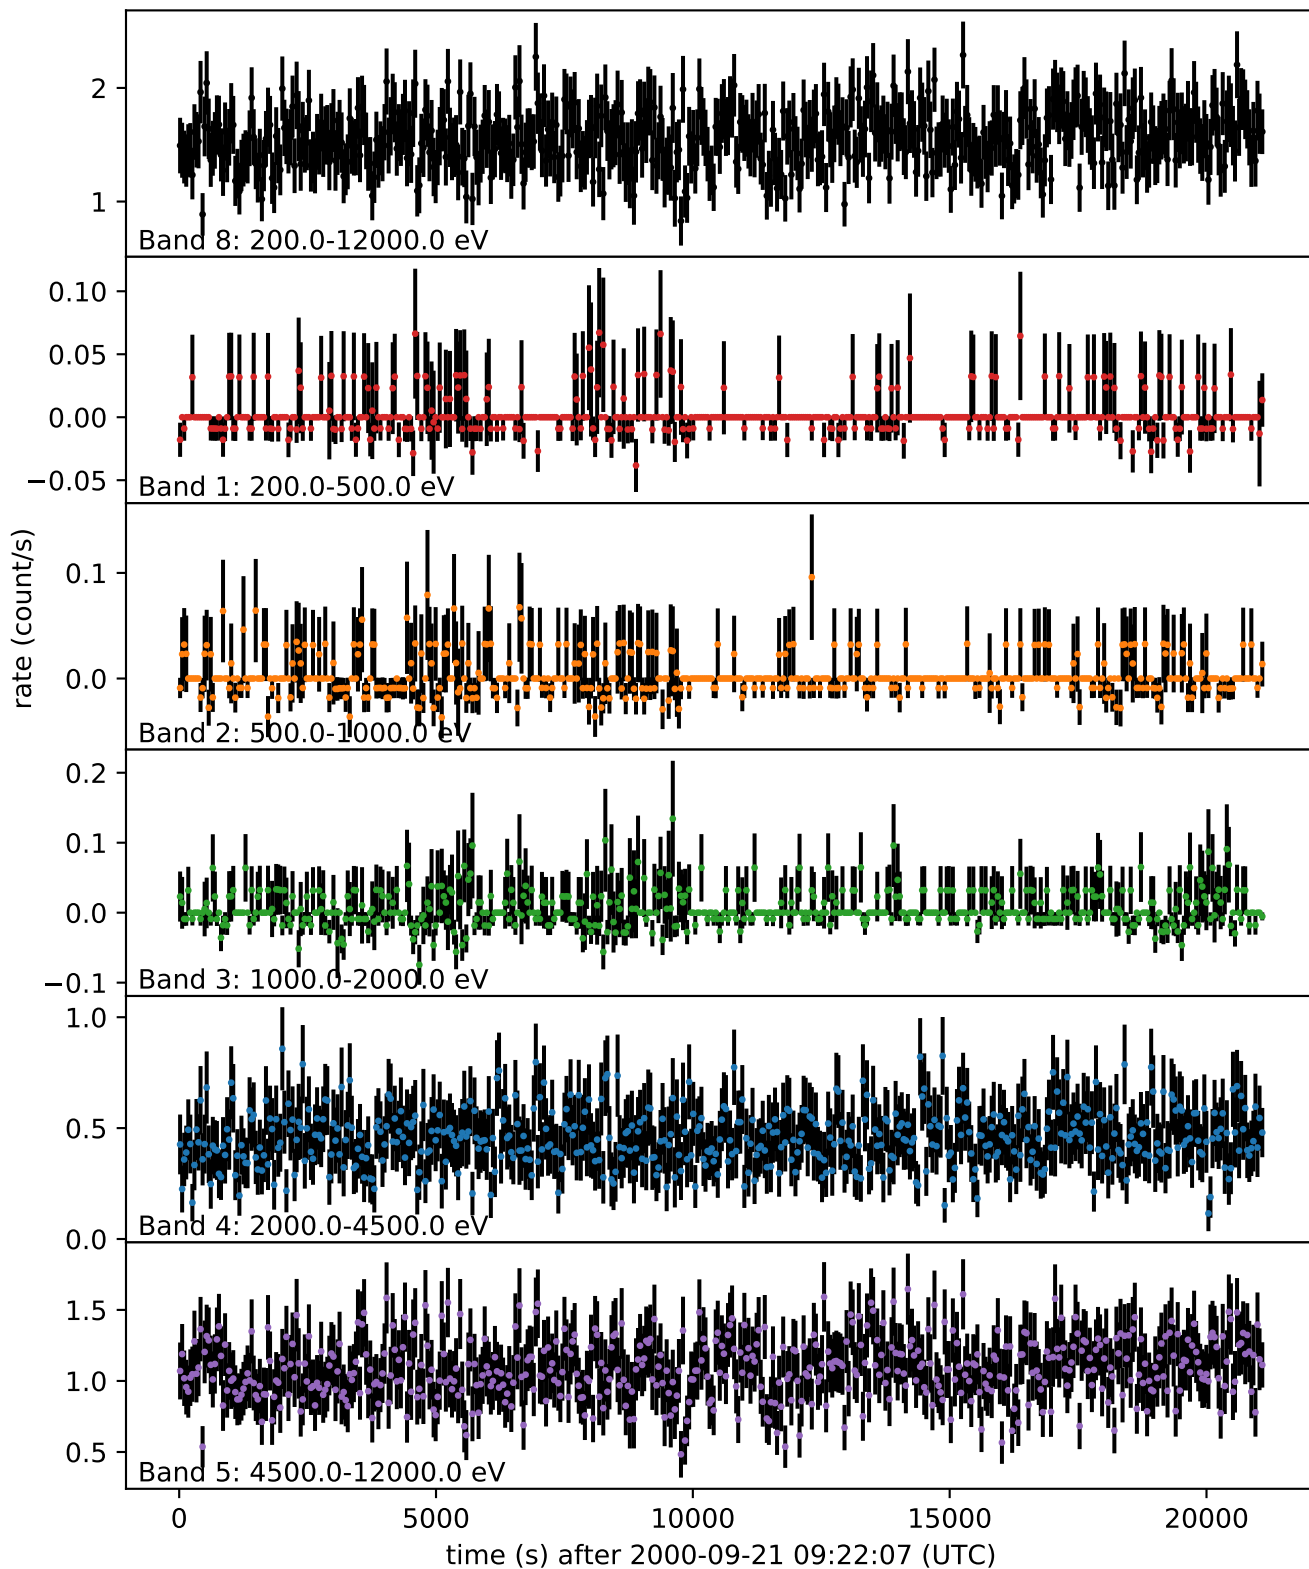 2
1
Band 8: 200.0-12000.0 eV
0.10
0.05
0.00
−0.05
Band 1: 200.0-500.0 eV
rate (count/s)
0.1
0.0
Band 2: 500.0-1000.0 eV
0.2
0.1
0.0
−0.1
Band 3: 1000.0-2000.0 eV
1.0
0.5
0.0
Band 4: 2000.0-4500.0 eV
1.5
1.0
0.5
Band 5: 4500.0-12000.0 eV
0 5000 10000 15000 20000
time (s) after 2000-09-21 09:22:07 (UTC)